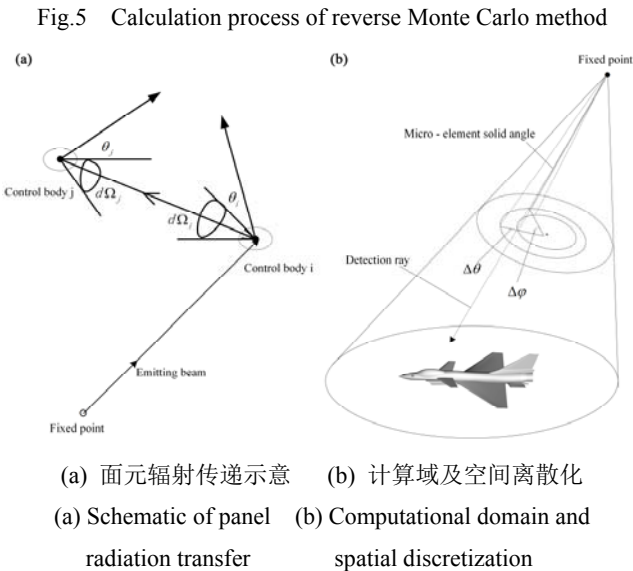 Fig.5 Calculation process of reverse Monte Carlo method
(a)
θj
Control body j
dΩj
θj
dΩi
Control body i
Emitting beam
Fixed point
(b)
Fixed point
Micro - element solid angle
Detection ray
Δθ
Δφ
(a) 面元辐射传递示意 (b) 计算域及空间离散化
(a) Schematic of panel (b) Computational domain and
radiation transfer spatial discretization